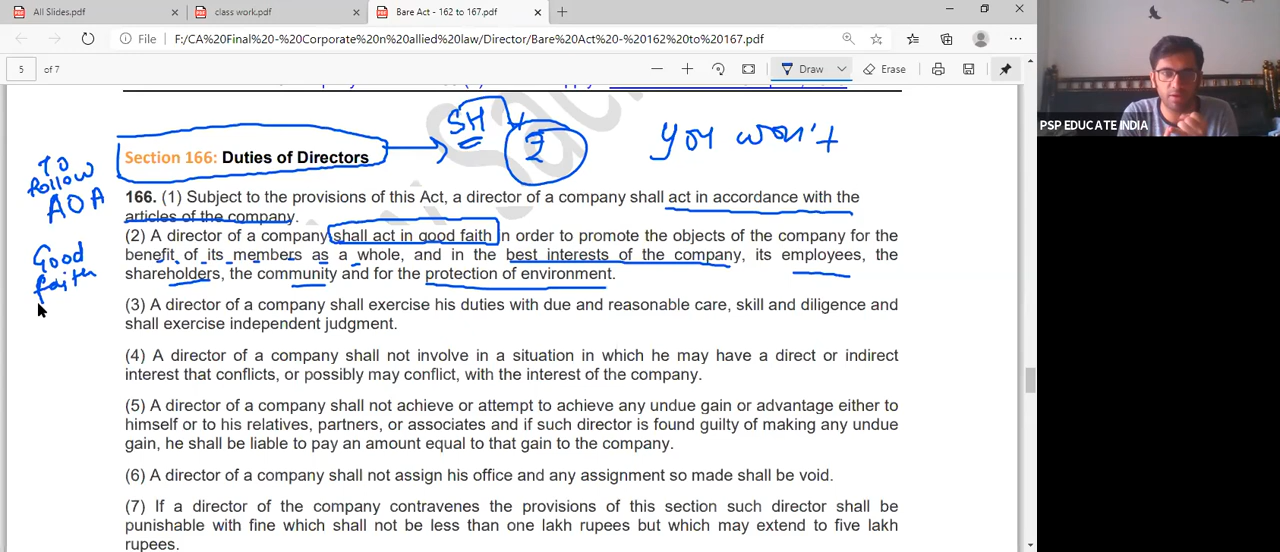 All Slides.pdf
class work.pdf
Bare Act - 162 to 167.pdf
File
F:/CA%20Final%20-%20Corporate%20n%20allied%20law/Director/Bare%20Act%20-%20162%20to%20167.pdf
5 of 7
Draw
Erase
PSP EDUCATE INDIA
SH
you won't
Section 166: Duties of Directors
To
follow
AOA
166. (1) Subject to the provisions of this Act, a director of a company shall act in accordance with the
articles of the company.
(2) A director of a company shall act in good faith in order to promote the objects of the company for the
benefit of its members as a whole, and in the best interests of the company, its employees, the
shareholders, the community and for the protection of environment.
Good
faith
(3) A director of a company shall exercise his duties with due and reasonable care, skill and diligence and
shall exercise independent judgment.
(4) A director of a company shall not involve in a situation in which he may have a direct or indirect
interest that conflicts, or possibly may conflict, with the interest of the company.
(5) A director of a company shall not achieve or attempt to achieve any undue gain or advantage either to
himself or to his relatives, partners, or associates and if such director is found guilty of making any undue
gain, he shall be liable to pay an amount equal to that gain to the company.
(6) A director of a company shall not assign his office and any assignment so made shall be void.
(7) If a director of the company contravenes the provisions of this section such director shall be
punishable with fine which shall not be less than one lakh rupees but which may extend to five lakh
rupees.